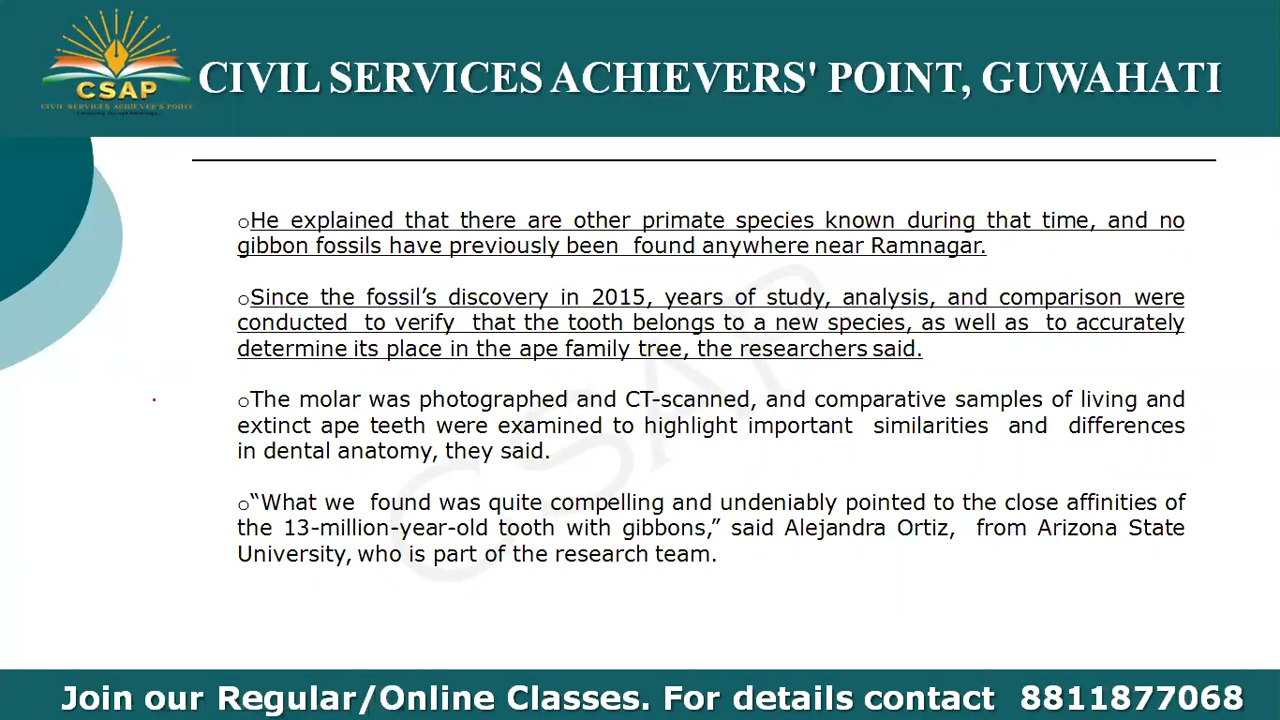 CSAP
CIVIL SERVICES ACHIEVER'S POINT
CIVIL SERVICES ACHIEVERS' POINT, GUWAHATI
oHe explained that there are other primate species known during that time, and no
gibbon fossils have previously been found anywhere near Ramnagar.
oSince the fossil’s discovery in 2015, years of study, analysis, and comparison were
conducted to verify that the tooth belongs to a new species, as well as to accurately
determine its place in the ape family tree, the researchers said.
oThe molar was photographed and CT-scanned, and comparative samples of living and
extinct ape teeth were examined to highlight important similarities and differences
in dental anatomy, they said.
o“What we found was quite compelling and undeniably pointed to the close affinities of
the 13-million-year-old tooth with gibbons,” said Alejandra Ortiz, from Arizona State
University, who is part of the research team.
CSAP
Join our Regular/Online Classes. For details contact 8811877068